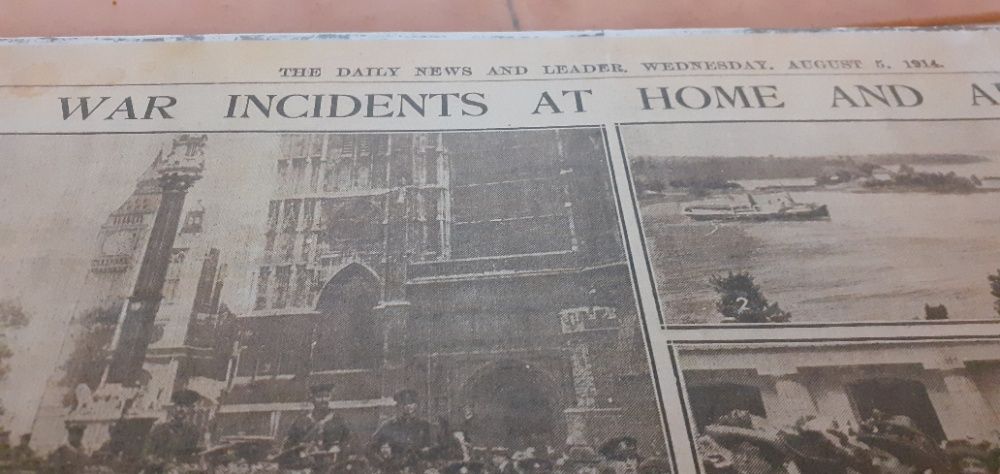 THE DAILY NEWS AND LEADER, WEDNESDAY, AUGUST 5, 1914.
WAR INCIDENTS AT HOME AND A
2